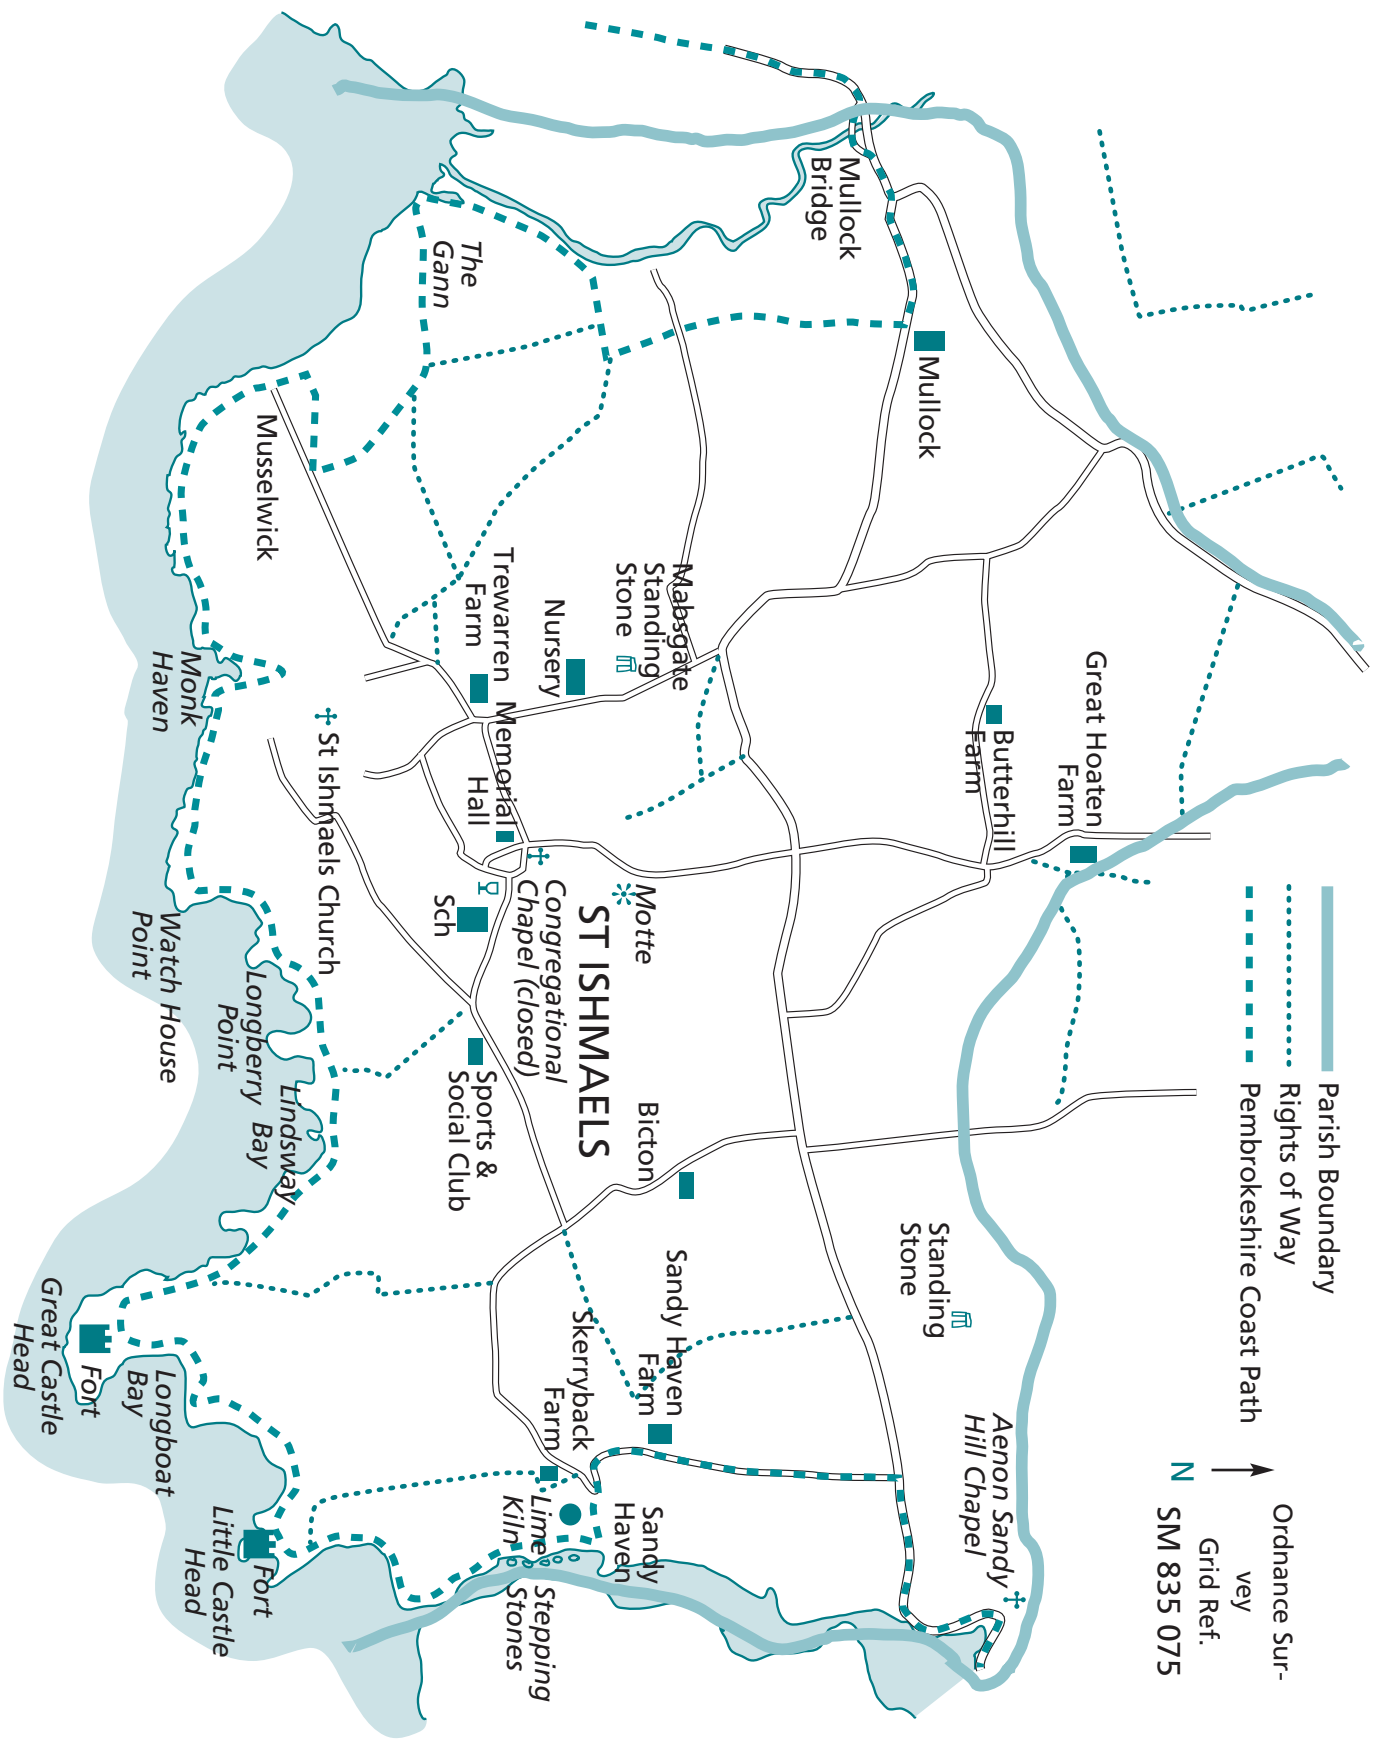 Parish Boundary
Rights of Way
Pembrokeshire Coast Path
Ordnance Sur-
vey
Grid Ref.
SM 835 075
N
Mullock
Bridge
Mullock
The
Gann
Musselwick
Great Hoaten
Farm
Butterhill
Farm
Mabsgate
Standing
Stone
Nursery
Trewarren
Farm
Memorial
Hall
Monk
Haven
St Ishmaels Church
Motte
ST ISHMAELS
Congregational
Chapel (closed)
Sch
Watch House
Point
Longberry
Point
Lindsway
Bay
Sports &
Social Club
Bicton
Standing
Stone
Sandy Haven
Farm
Skerryback
Farm
Great Castle
Head
Fort
Longboat
Bay
Aenon Sandy
Hill Chapel
Sandy
Haven
Lime
Kiln
Stepping
Stones
Fort
Little Castle
Head